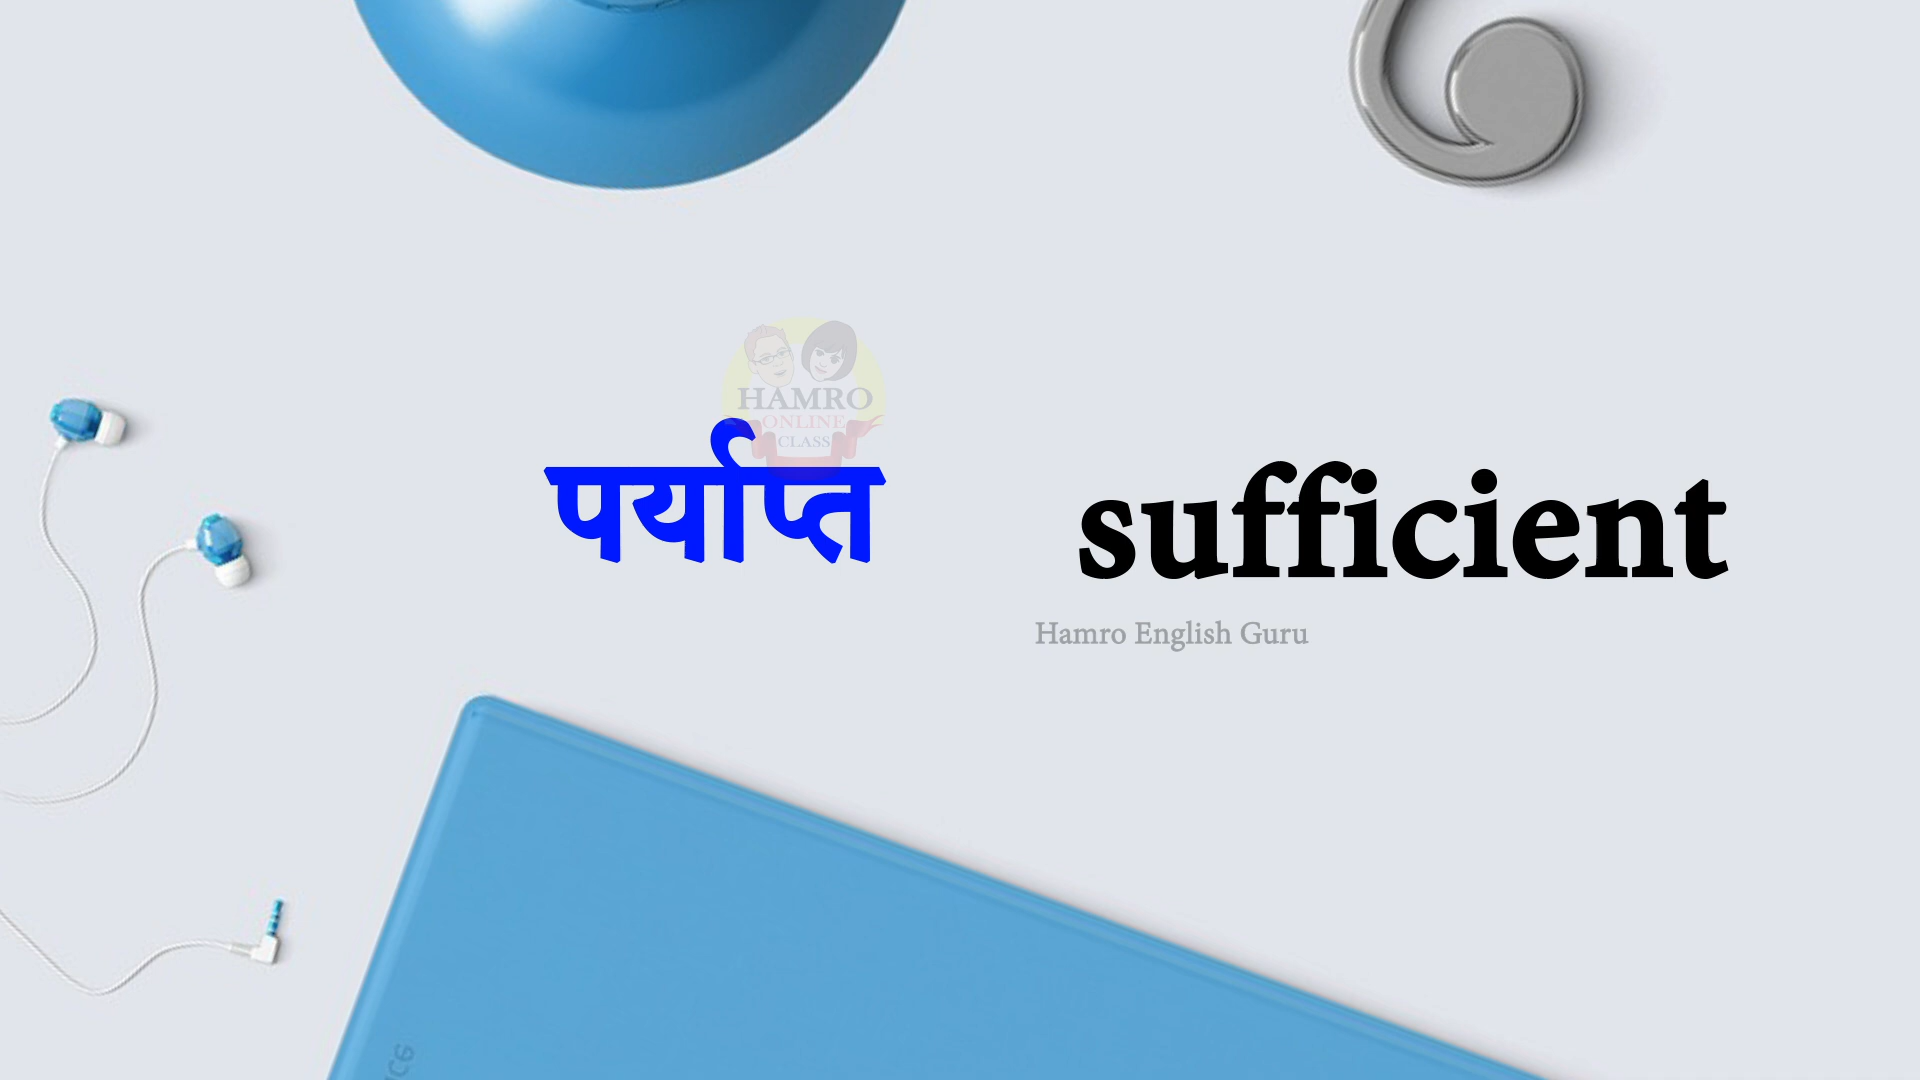 HAMRO
ONLINE
CLASS
पर्याप्त sufficient
Hamro English Guru